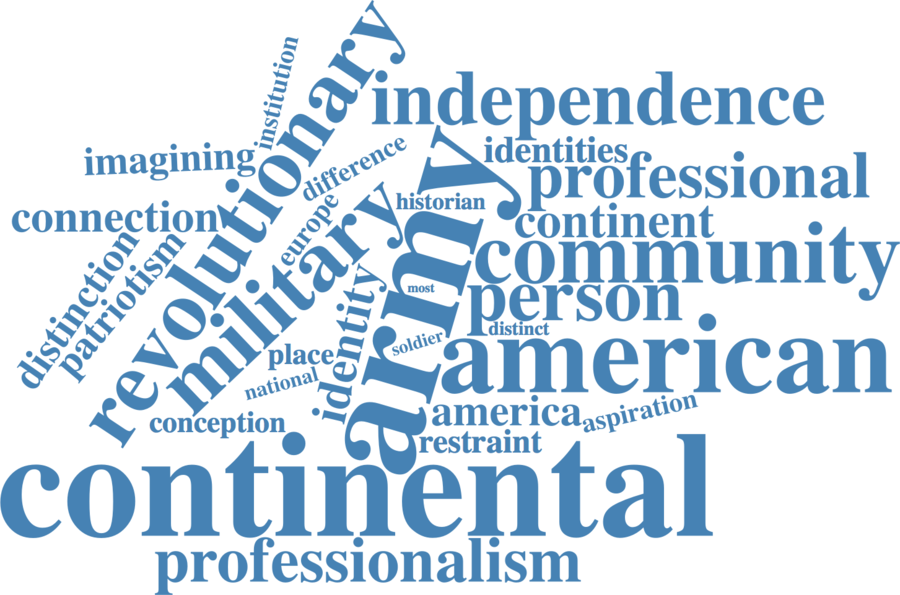 institution
revolutionary
independence
imagining
difference
identities
professional
historian
connection
europe
continent
military
army
community
distinction
patriotism
most
person
identity
distinct
soldier
american
place
national
america
aspiration
conception
restraint
continental
professionalism